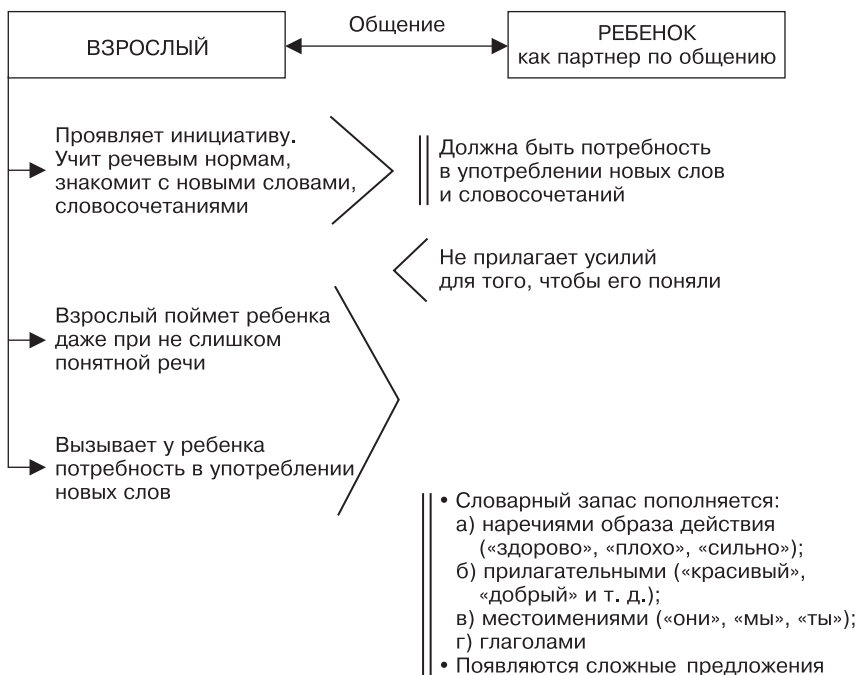 ВЗРОСЛЫЙ
Общение
РЕБЕНОК
как партнер по общению
Проявляет инициативу.
Учит речевым нормам,
знакомит с новыми словами,
словосочетаниями
Должна быть потребность
в употреблении новых слов
и словосочетаний
Не прилагает усилий
для того, чтобы его поняли
Взрослый поймет ребенка
даже при не слишком
понятной речи
Вызывает у ребенка
потребность в употреблении
новых слов
• Словарный запас пополняется:
а) наречиями образа действия
(«здорово», «плохо», «сильно»);
б) прилагательными («красивый»,
«добрый» и т. д.);
в) местоимениями («они», «мы», «ты»);
г) глаголами
• Появляются сложные предложения